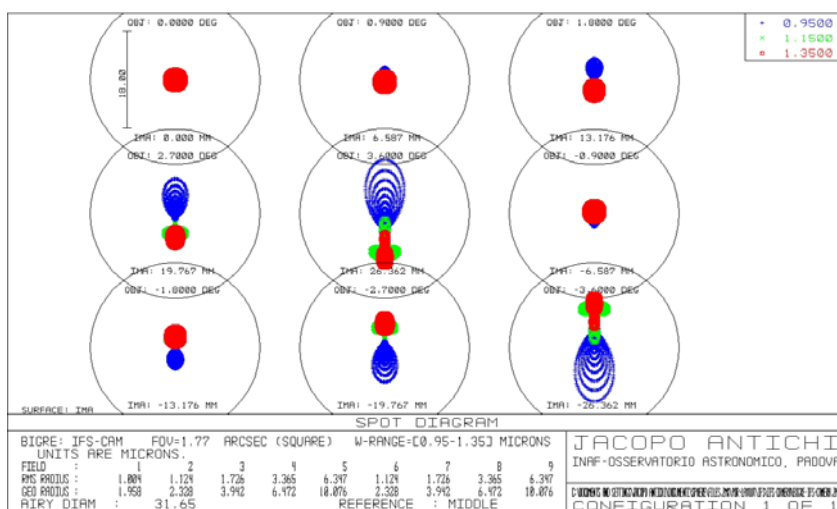 OBJ: 0.0000 DEG
OBJ: 0.9000 DEG
OBJ: 1.8000 DEG
0.9500
1.1500
1.3500
18.00
IMA: 0.000 MM
IMA: 6.587 MM
IMA: 13.176 MM
OBJ: 2.7000 DEG
OBJ: 3.6000 DEG
OBJ: -0.9000 DEG
IMA: 19.767 MM
IMA: 26.362 MM
IMA: -6.587 MM
OBJ: -1.8000 DEG
OBJ: -2.7000 DEG
OBJ: -3.6000 DEG
IMA: -13.176 MM
IMA: -19.767 MM
IMA: -26.362 MM
SURFACE: IMA
SPOT DIAGRAM
BIGRE: IFS-CAM FOV=1.77 ARCSEC (SQUARE) W-RANGE=[0.95-1.35] MICRONS
UNITS ARE MICRONS.
FIELD : 1 2 3 4 5 6 7 8 9
RMS RADIUS : 1.004 1.124 1.726 3.365 6.347 1.124 1.726 3.365 6.347
GEO RADIUS : 1.958 2.328 3.942 6.472 10.076 2.328 3.942 6.472 10.076
AIRY DIAM : 31.65 REFERENCE : MIDDLE
JACOPO ANTICHI
INAF-OSSERVATORIO ASTRONOMICO, PADOVA
CONFIGURATION 1 OF